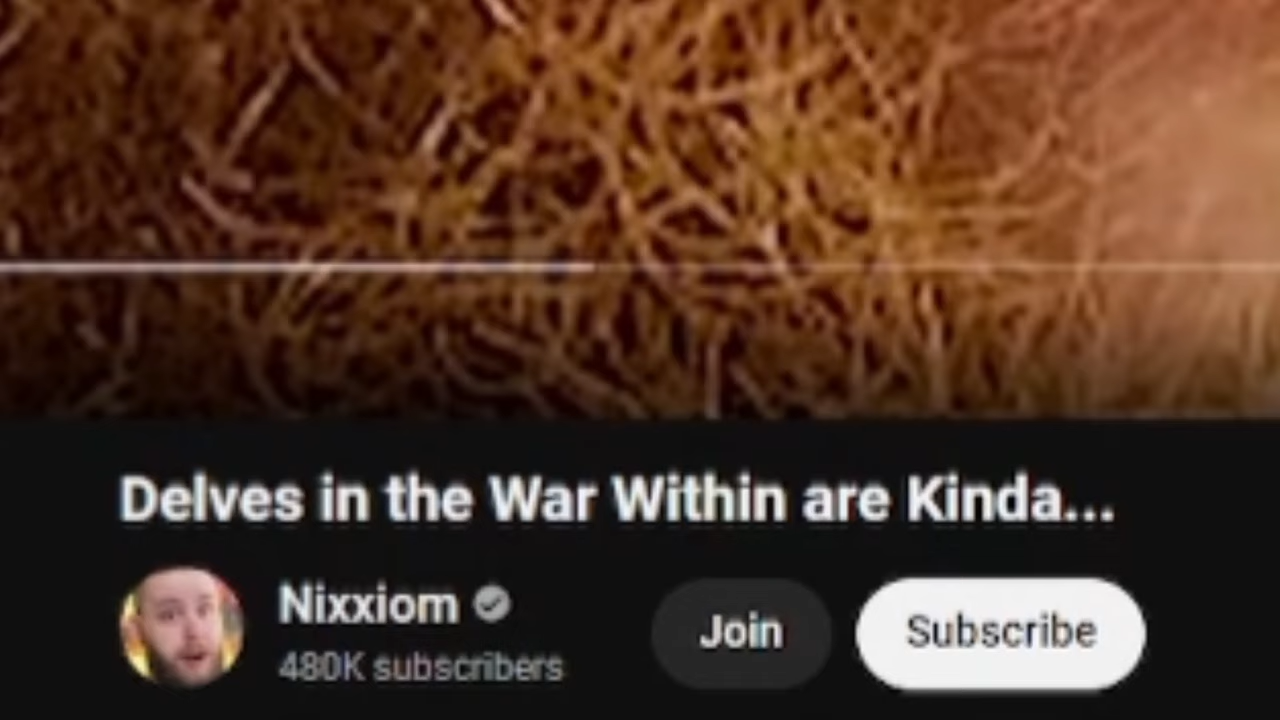 Delves in the War Within are Kinda...
Nixxiom
480K subscribers
Join
Subscribe